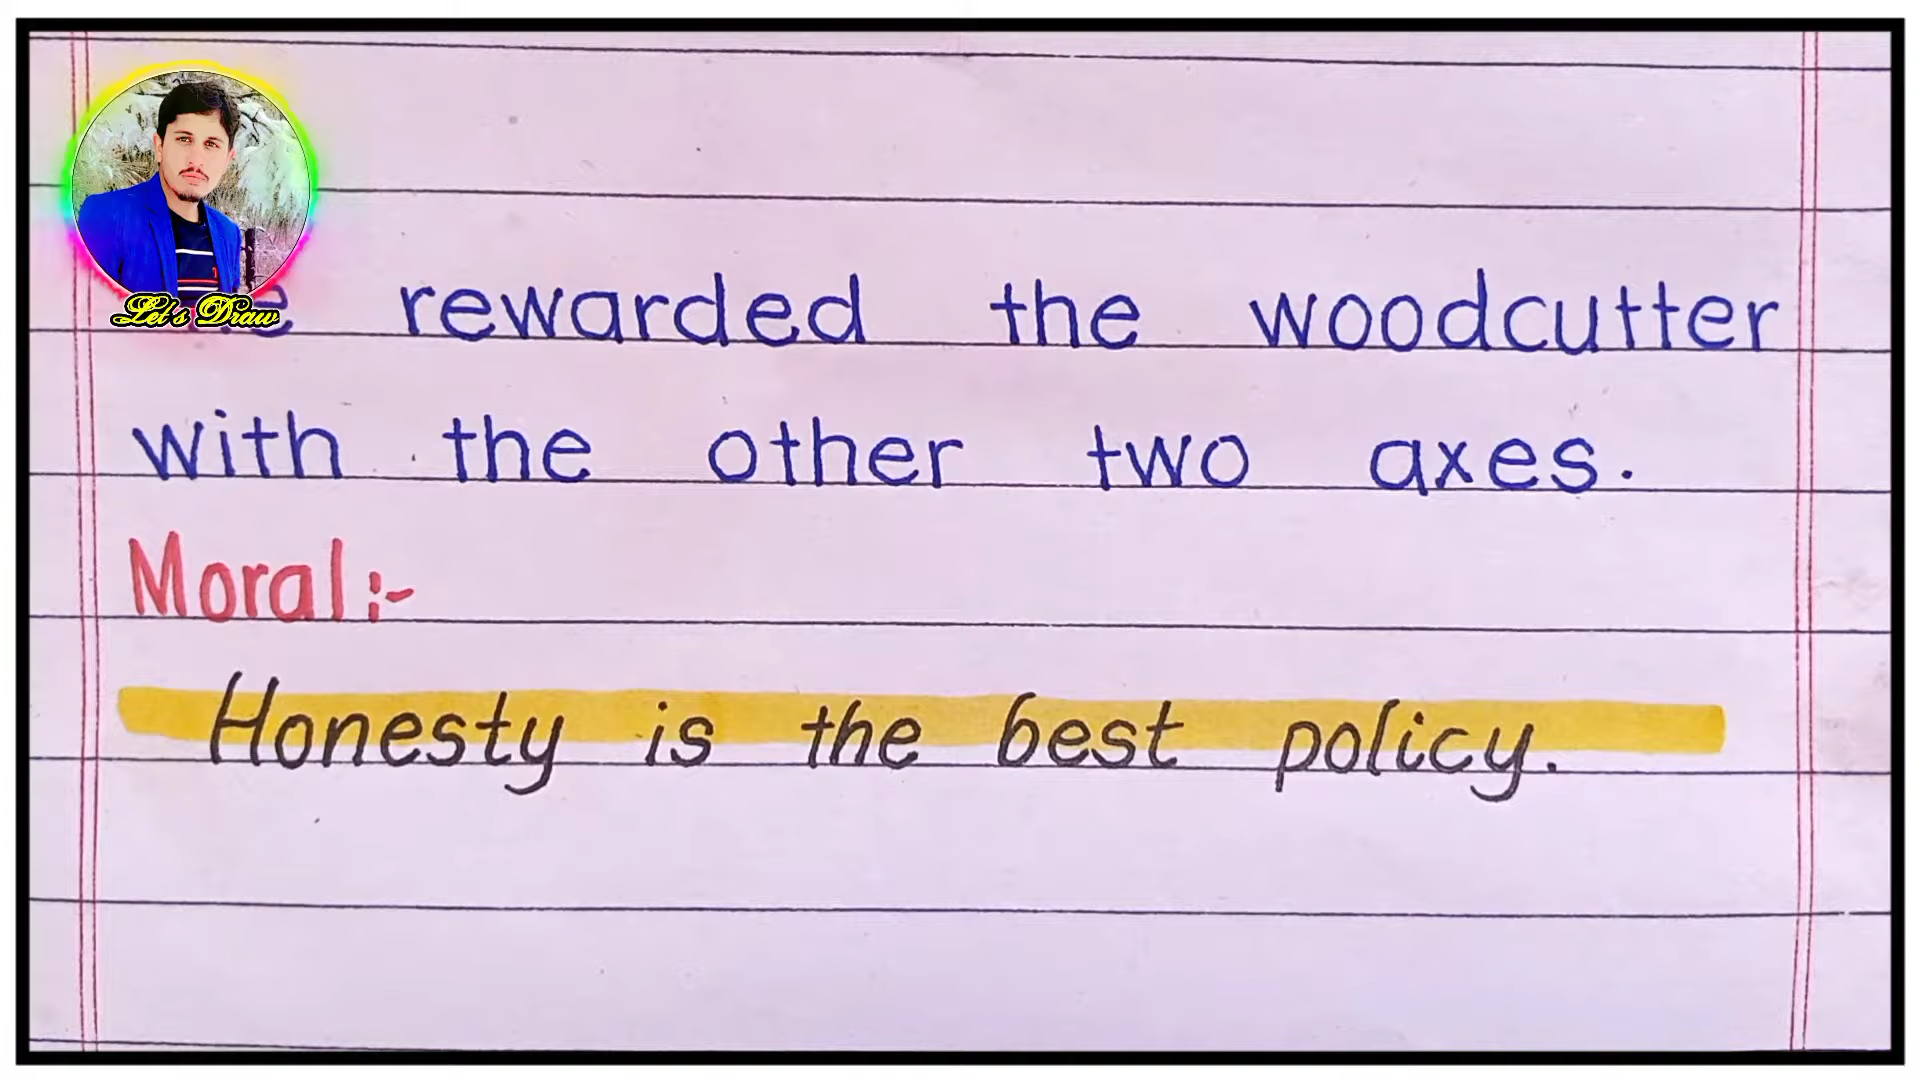 Let's Draw
rewarded the woodcutter
with the other two axes.
Moral:-
Honesty is the best policy.